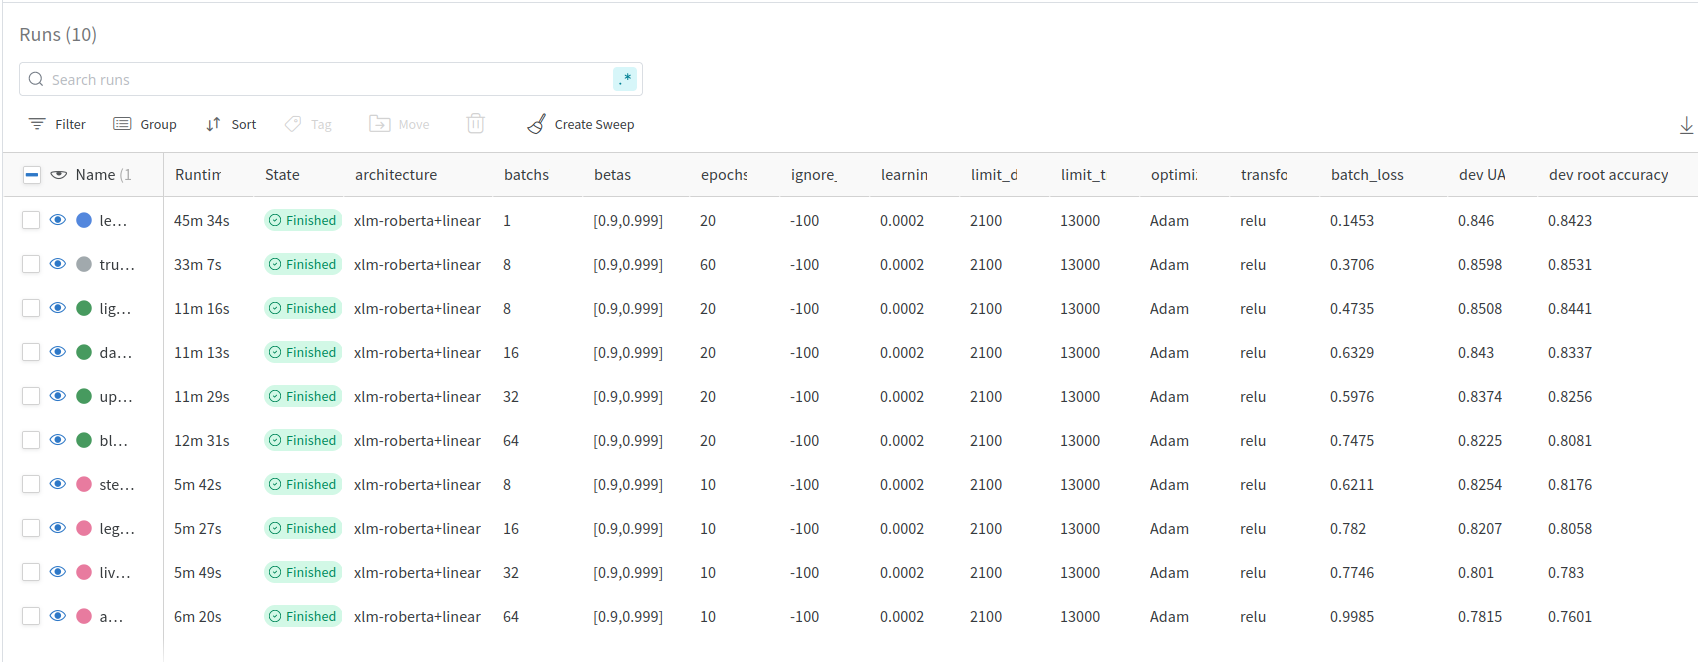 Runs (10)
Search runs .*
Filter Group Sort Tag Move Create Sweep
Name (1 Runtim State architecture batchs betas epochs ignore_ learnin limit_d limit_t optimi: transfo batch_loss dev UA dev root accuracy
le... 45m 34s Finished xlm-roberta+linear 1 [0.9,0.999] 20 -100 0.0002 2100 13000 Adam relu 0.1453 0.846 0.8423
tru... 33m 7s Finished xlm-roberta+linear 8 [0.9,0.999] 60 -100 0.0002 2100 13000 Adam relu 0.3706 0.8598 0.8531
lig... 11m 16s Finished xlm-roberta+linear 8 [0.9,0.999] 20 -100 0.0002 2100 13000 Adam relu 0.4735 0.8508 0.8441
da... 11m 13s Finished xlm-roberta+linear 16 [0.9,0.999] 20 -100 0.0002 2100 13000 Adam relu 0.6329 0.843 0.8337
up... 11m 29s Finished xlm-roberta+linear 32 [0.9,0.999] 20 -100 0.0002 2100 13000 Adam relu 0.5976 0.8374 0.8256
bl... 12m 31s Finished xlm-roberta+linear 64 [0.9,0.999] 20 -100 0.0002 2100 13000 Adam relu 0.7475 0.8225 0.8081
ste... 5m 42s Finished xlm-roberta+linear 8 [0.9,0.999] 10 -100 0.0002 2100 13000 Adam relu 0.6211 0.8254 0.8176
leg... 5m 27s Finished xlm-roberta+linear 16 [0.9,0.999] 10 -100 0.0002 2100 13000 Adam relu 0.782 0.8207 0.8058
liv... 5m 49s Finished xlm-roberta+linear 32 [0.9,0.999] 10 -100 0.0002 2100 13000 Adam relu 0.7746 0.801 0.783
a... 6m 20s Finished xlm-roberta+linear 64 [0.9,0.999] 10 -100 0.0002 2100 13000 Adam relu 0.9985 0.7815 0.7601